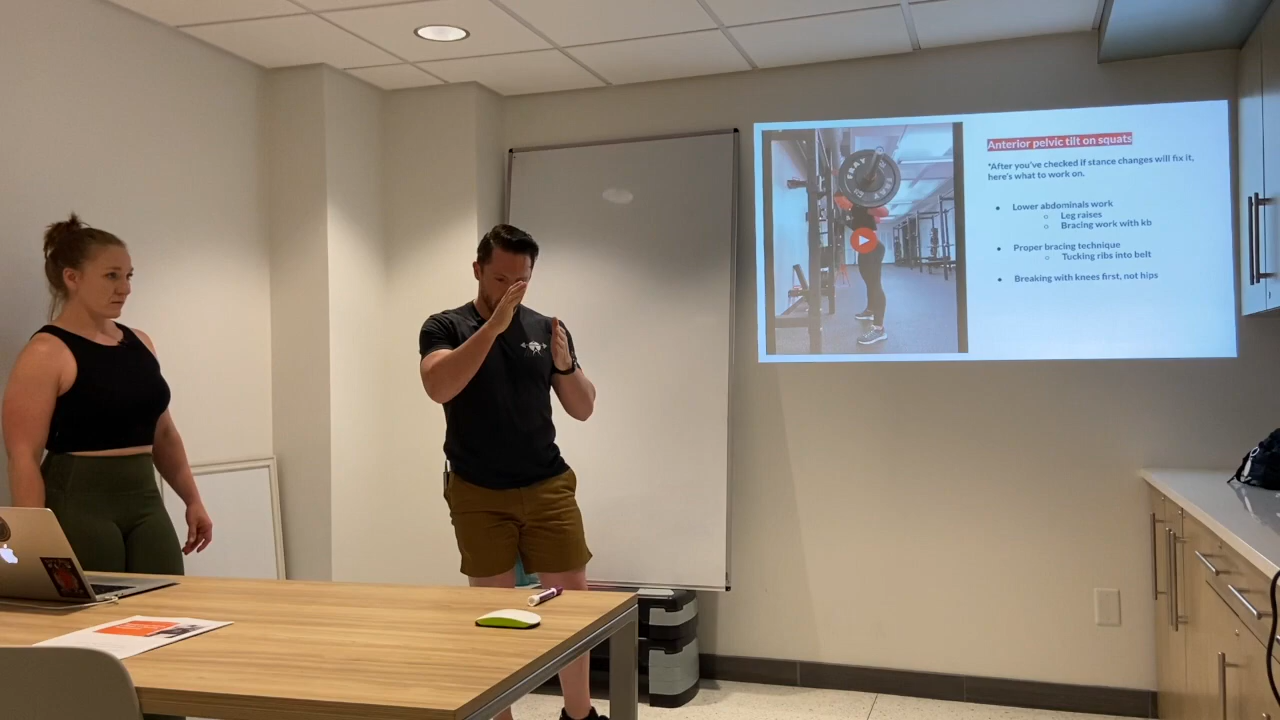 Anterior pelvic tilt on squats
*After you've checked if stance changes will fix it,
here's what to work on.
• Lower abdominals work
○ Leg raises
○ Bracing work with kb
• Proper bracing technique
○ Tucking ribs into belt
• Breaking with knees first, not hips
FRAY